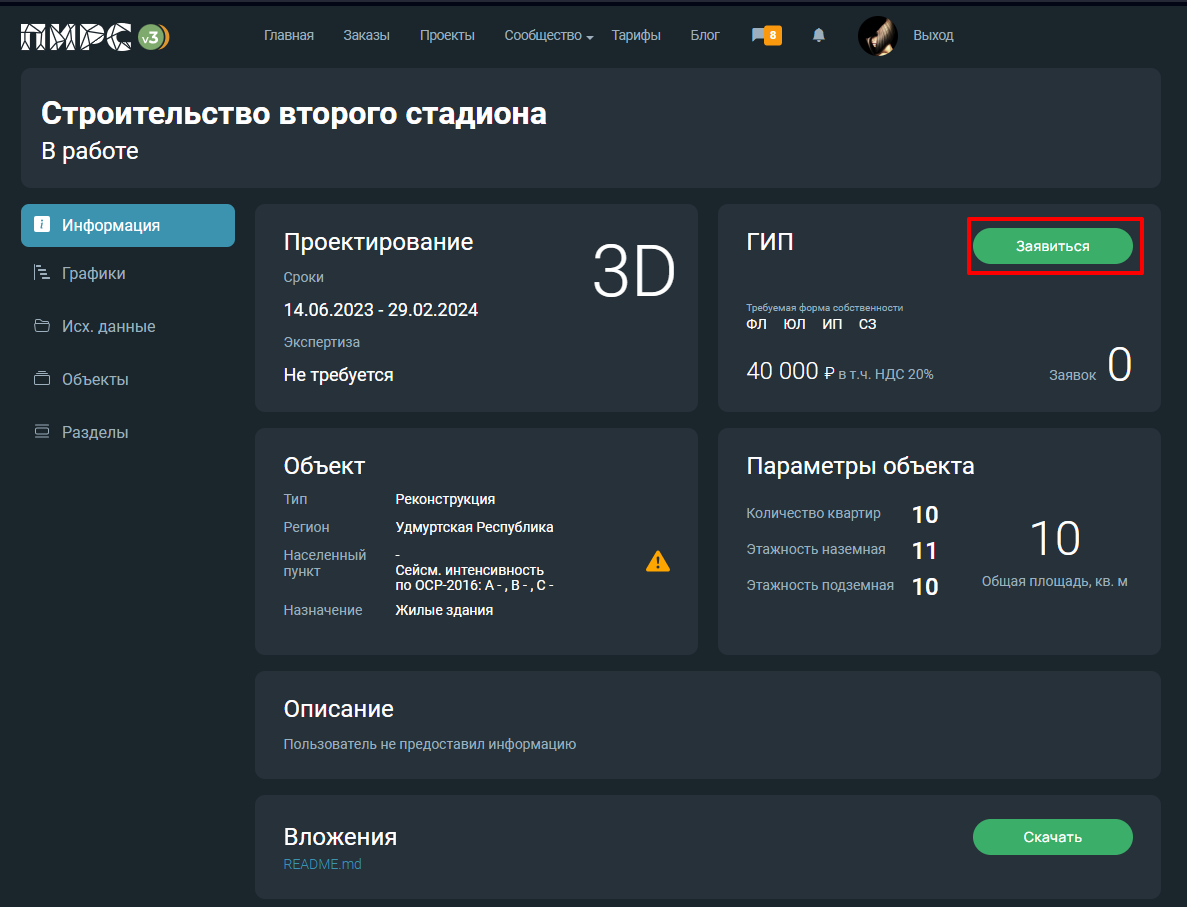 ПИРС v3
Главная Заказы Проекты Сообщество Тарифы Блог 8 Выход
Строительство второго стадиона
В работе
Информация
Графики
Исх. данные
Объекты
Разделы
Проектирование
3D
Сроки
14.06.2023 - 29.02.2024
Экспертиза
Не требуется
ГИП
Заявиться
Требуемая форма собственности
ФЛ ЮЛ ИП СЗ
40 000 ₽ в т.ч. НДС 20%
Заявок 0
Объект
Тип Реконструкция
Регион Удмуртская Республика
Населенный пункт -
Сейсм. интенсивность
по ОСР-2016: A - , B - , C -
Назначение Жилые здания
Параметры объекта
Количество квартир 10
Этажность наземная 11
Этажность подземная 10
10
Общая площадь, кв. м
Описание
Пользователь не предоставил информацию
Вложения
Скачать
README.md